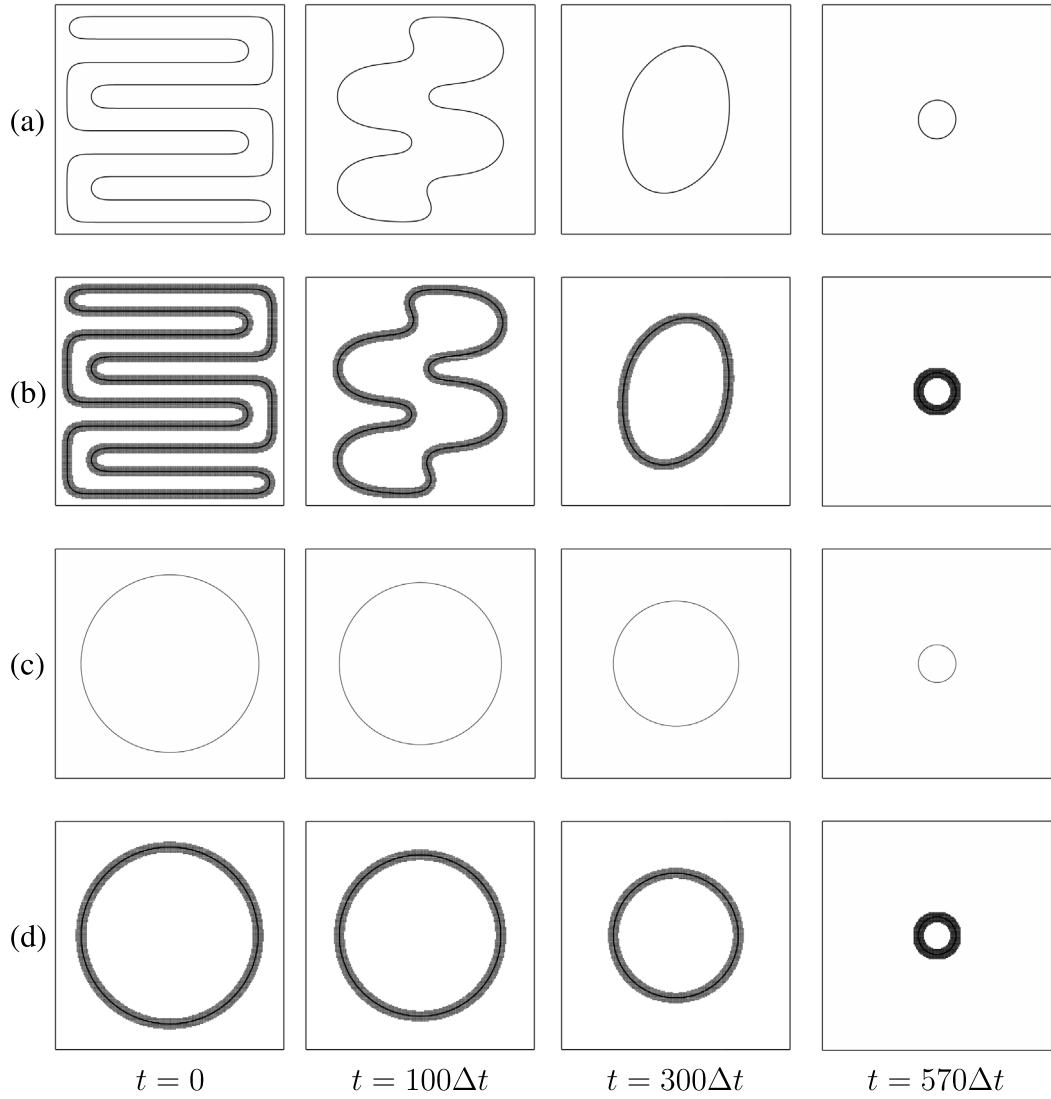 (a)
(b)
(c)
(d)
t = 0 t = 100Δt t = 300Δt t = 570Δt